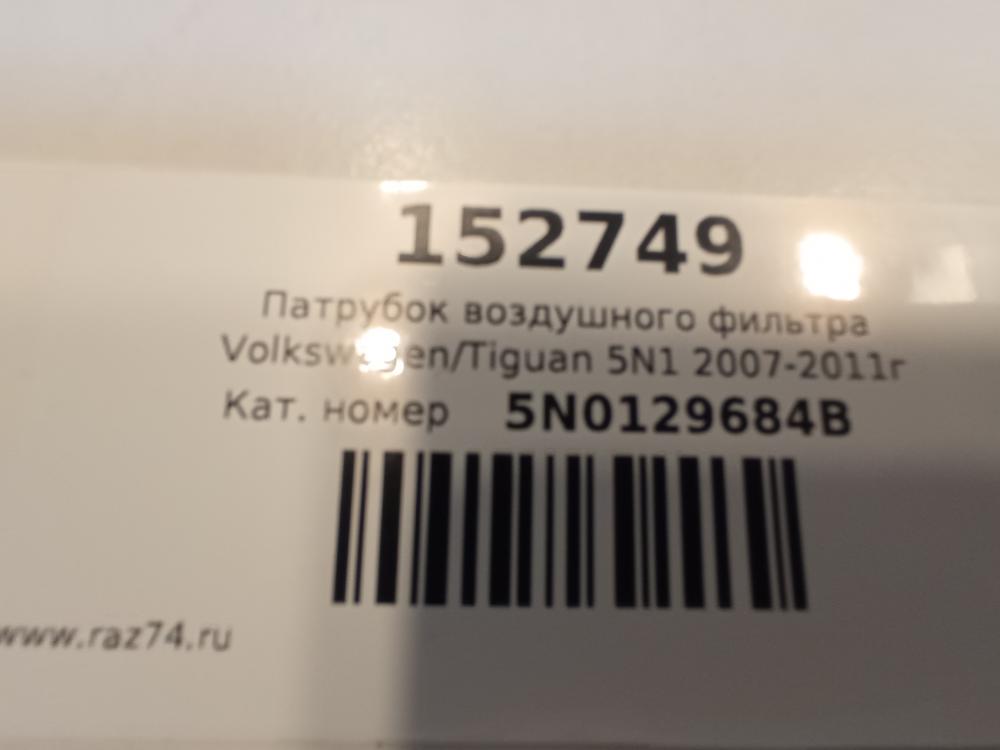 152749
Патрубок воздушного фильтра
Volkswagen/Tiguan 5N1 2007-2011г
Кат. номер 5N0129684B
www.raz74.ru